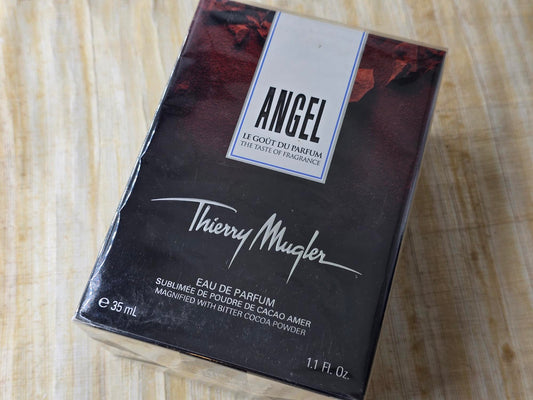 ANGEL
LE GOÛT DU PARFUM
THE TASTE OF FRAGRANCE
Thierry Mugler
EAU DE PARFUM
SUBLIMÉE DE POUDRE DE CACAO AMER
MAGNIFIED WITH BITTER COCOA POWDER
℮ 35 mL
1.1 Fl. Oz.